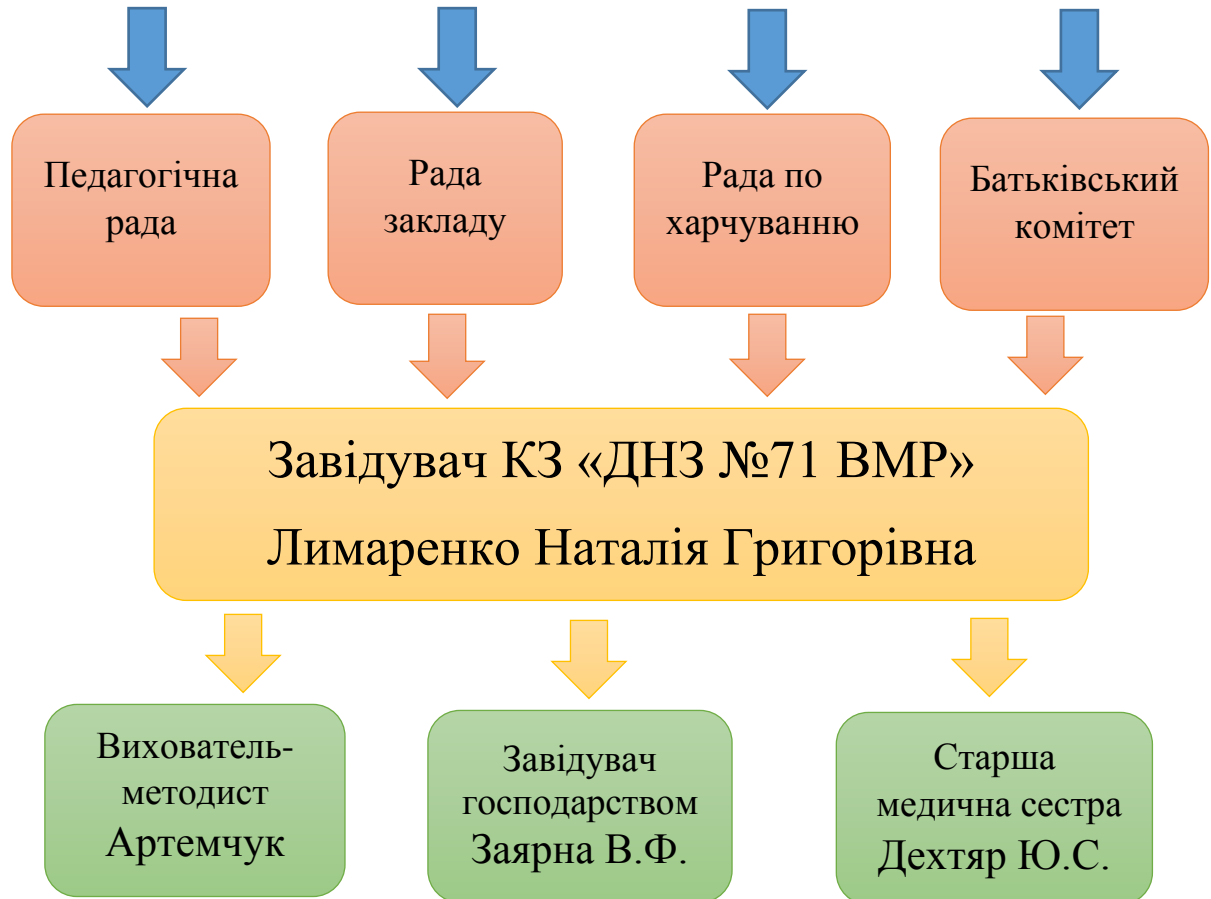 Педагогічна
рада
Рада
закладу
Рада по
харчуванню
Батьківський
комітет
Завідувач КЗ «ДНЗ №71 ВМР»
Лимаренко Наталія Григорівна
Вихователь-
методист
Артемчук
Завідувач
господарством
Заярна В.Ф.
Старша
медична сестра
Дехтяр Ю.С.